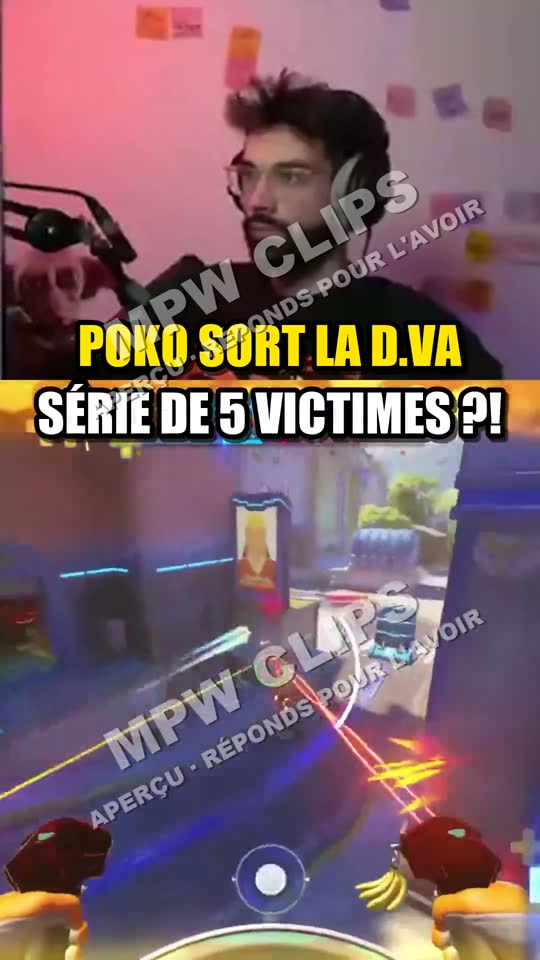 MPW CLIPS
APERÇU · RÉPONDS POUR L'AVOIR
POKO SORT LA D.VA
SÉRIE DE 5 VICTIMES ?!
MPW CLIPS
APERÇU · RÉPONDS POUR L'AVOIR